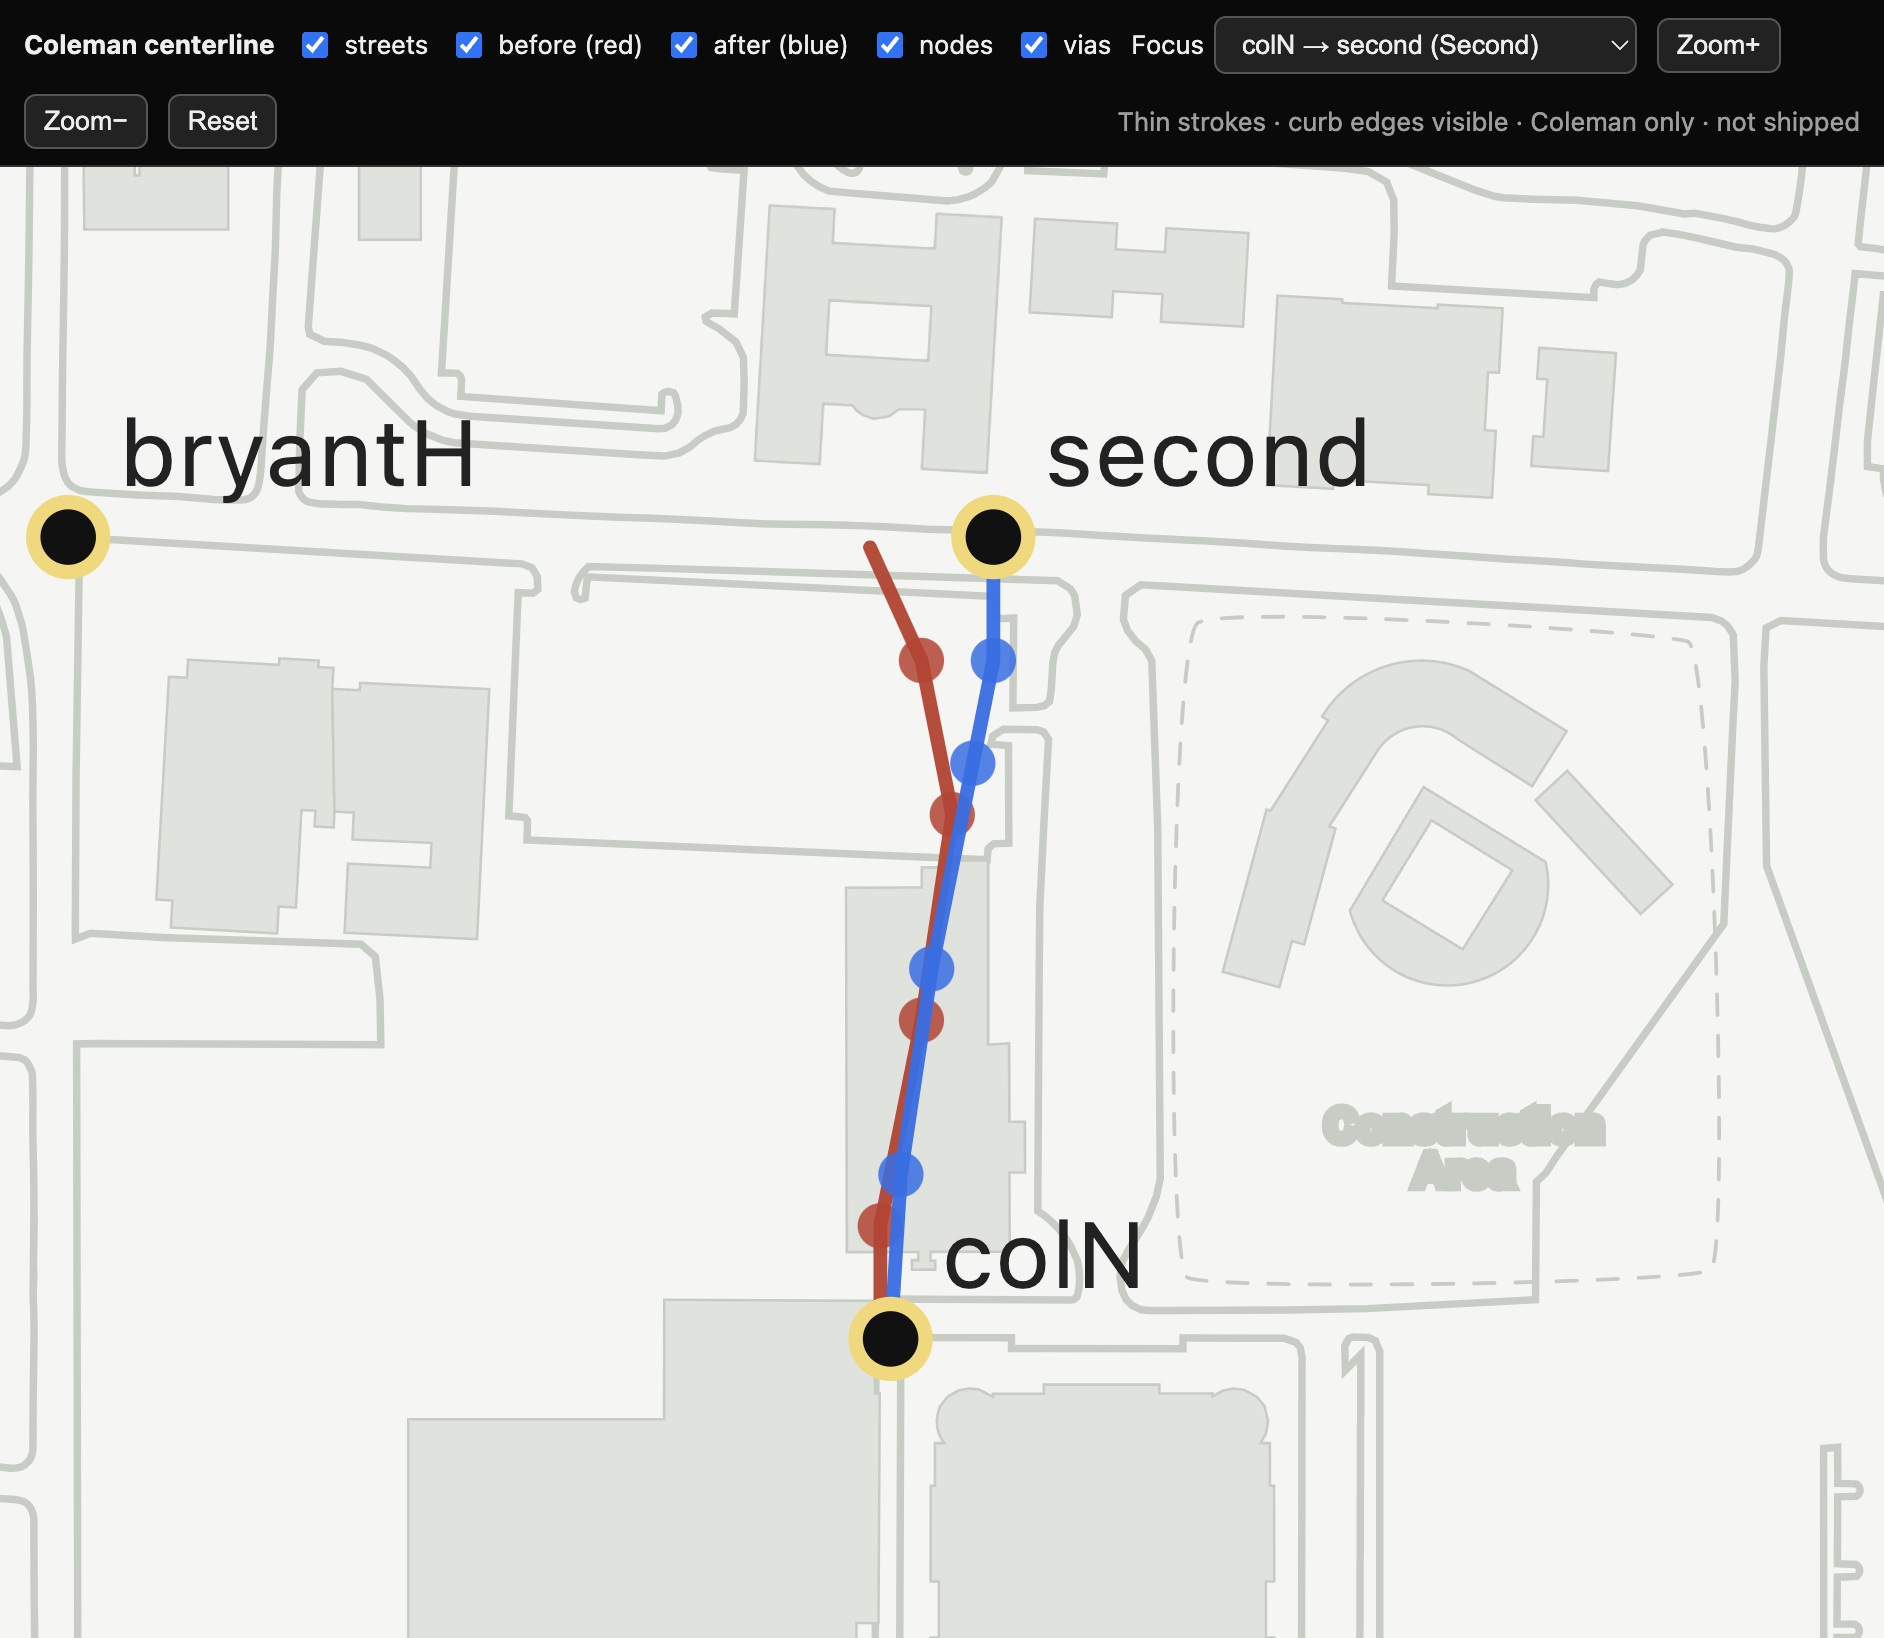 Coleman centerline streets before (red) after (blue) nodes vias Focus colN → second (Second) Zoom+
Zoom− Reset Thin strokes · curb edges visible · Coleman only · not shipped
bryantH
second
Construction
Area
colN